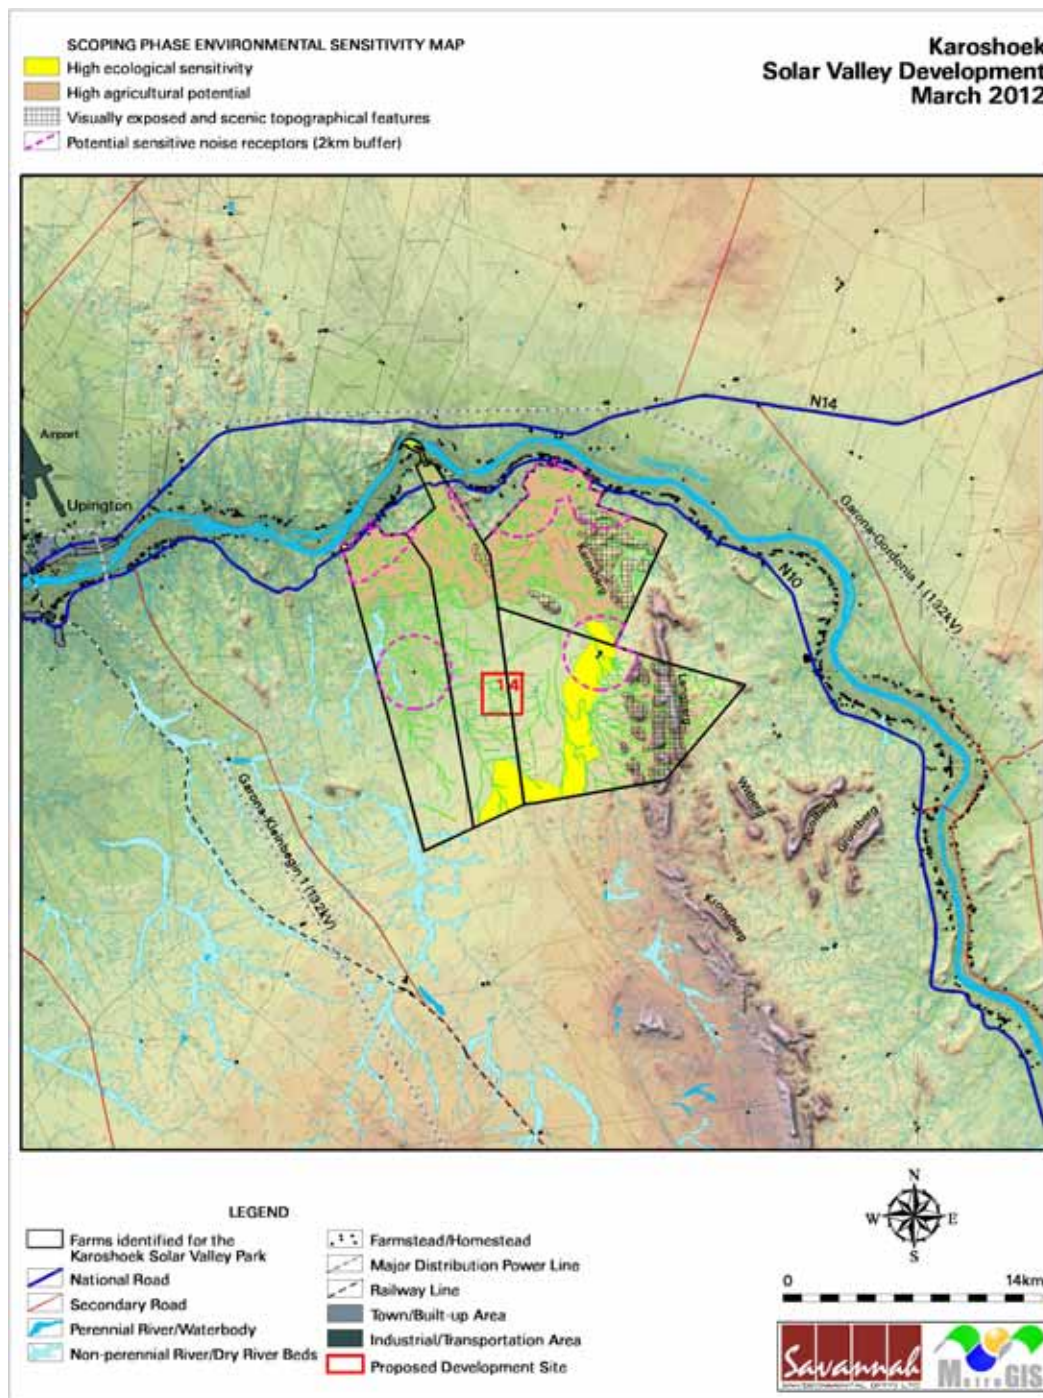 SCOPING PHASE ENVIRONMENTAL SENSITIVITY MAP
High ecological sensitivity
High agricultural potential
Visually exposed and scenic topographical features
Potential sensitive noise receptors (2km buffer)
Karoshoek
Solar Valley Development
March 2012
N14
Airport
Upington
Garona-Gordonia 1 (132kV)
N10
1.4
Garona-Kleinbegin 1 (132kV)
LEGEND
Farms identified for the
Karoshoek Solar Valley Park
National Road
Secondary Road
Perennial River/Waterbody
Non-perennial River/Dry River Beds
Farmstead/Homestead
Major Distribution Power Line
Railway Line
Town/Built-up Area
Industrial/Transportation Area
Proposed Development Site
N
W
E
S
0
14km
Savannah
MetroGIS